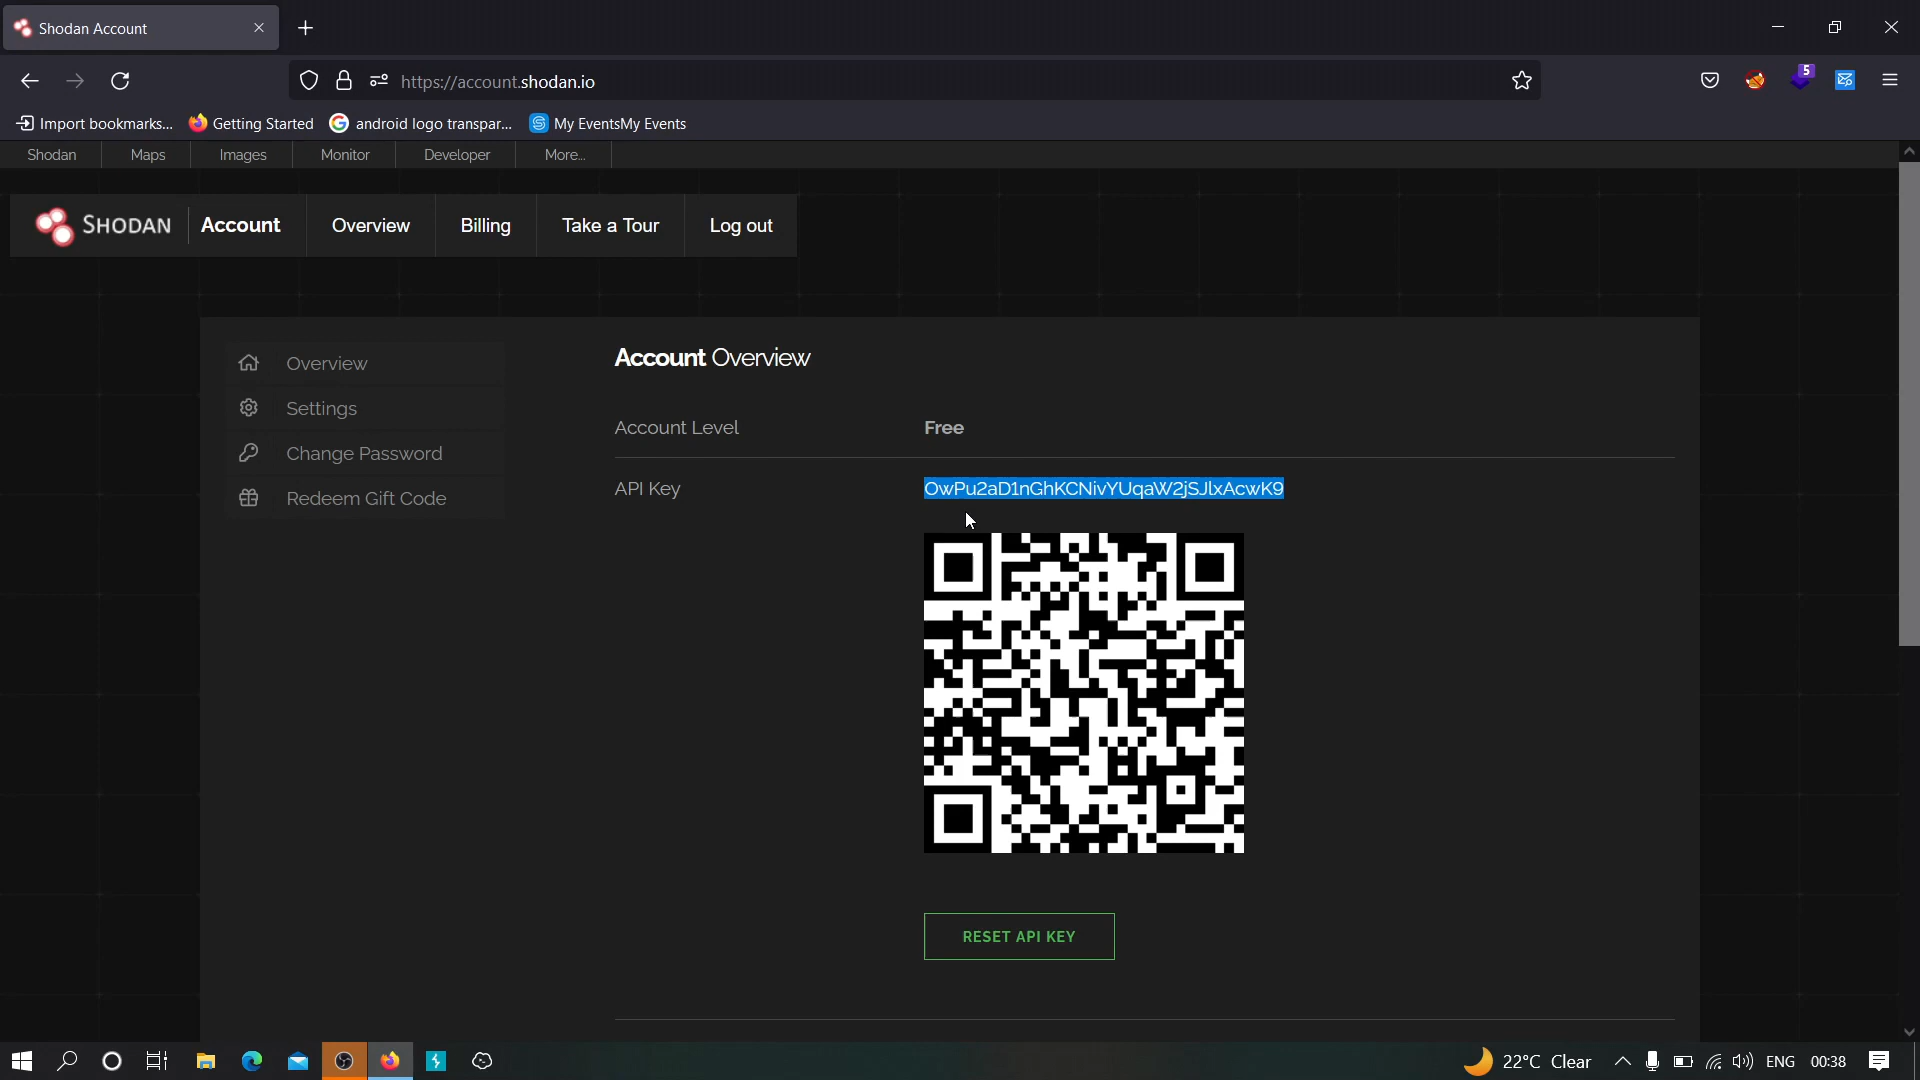 Shodan Account
https://account.shodan.io
5
Import bookmarks...
Getting Started
android logo transpar...
My EventsMy Events
Shodan
Maps
Images
Monitor
Developer
More...
SHODAN
Account
Overview
Billing
Take a Tour
Log out
Overview
Settings
Change Password
Redeem Gift Code
Account Overview
Account Level
Free
API Key
OwPu2aD1nGhKCNivYUqaW2jSJlxAcwK9
RESET API KEY
22°C Clear
ENG
00:38